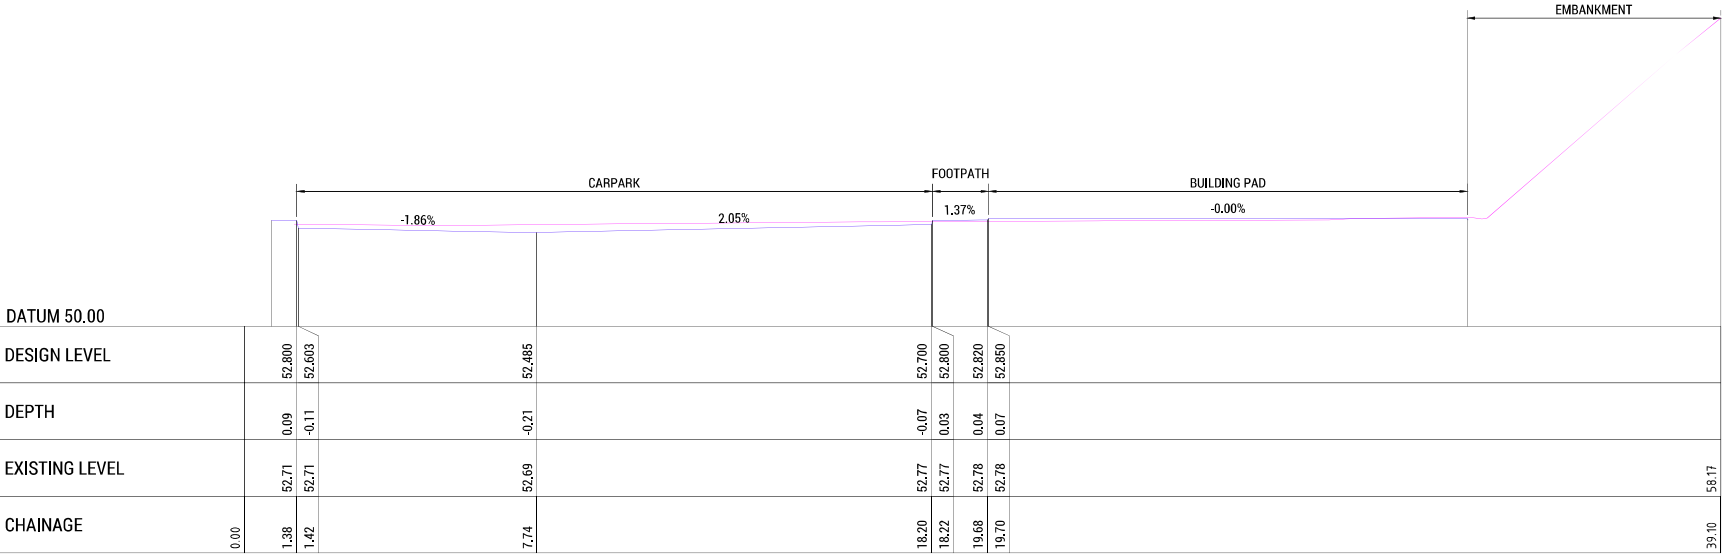 EMBANKMENT
FOOTPATH
CARPARK
BUILDING PAD
-1.86%
2.05%
1.37%
-0.00%
DATUM 50.00
DESIGN LEVEL 52.800 52.603 52.485 52.700 52.800 52.820 52.850
DEPTH 0.09 -0.11 -0.21 -0.07 0.03 0.04 0.07
EXISTING LEVEL 52.71 52.71 52.69 52.77 52.77 52.78 52.78 58.17
CHAINAGE 0.00 1.38 1.42 7.74 18.20 18.22 19.68 19.70 39.10